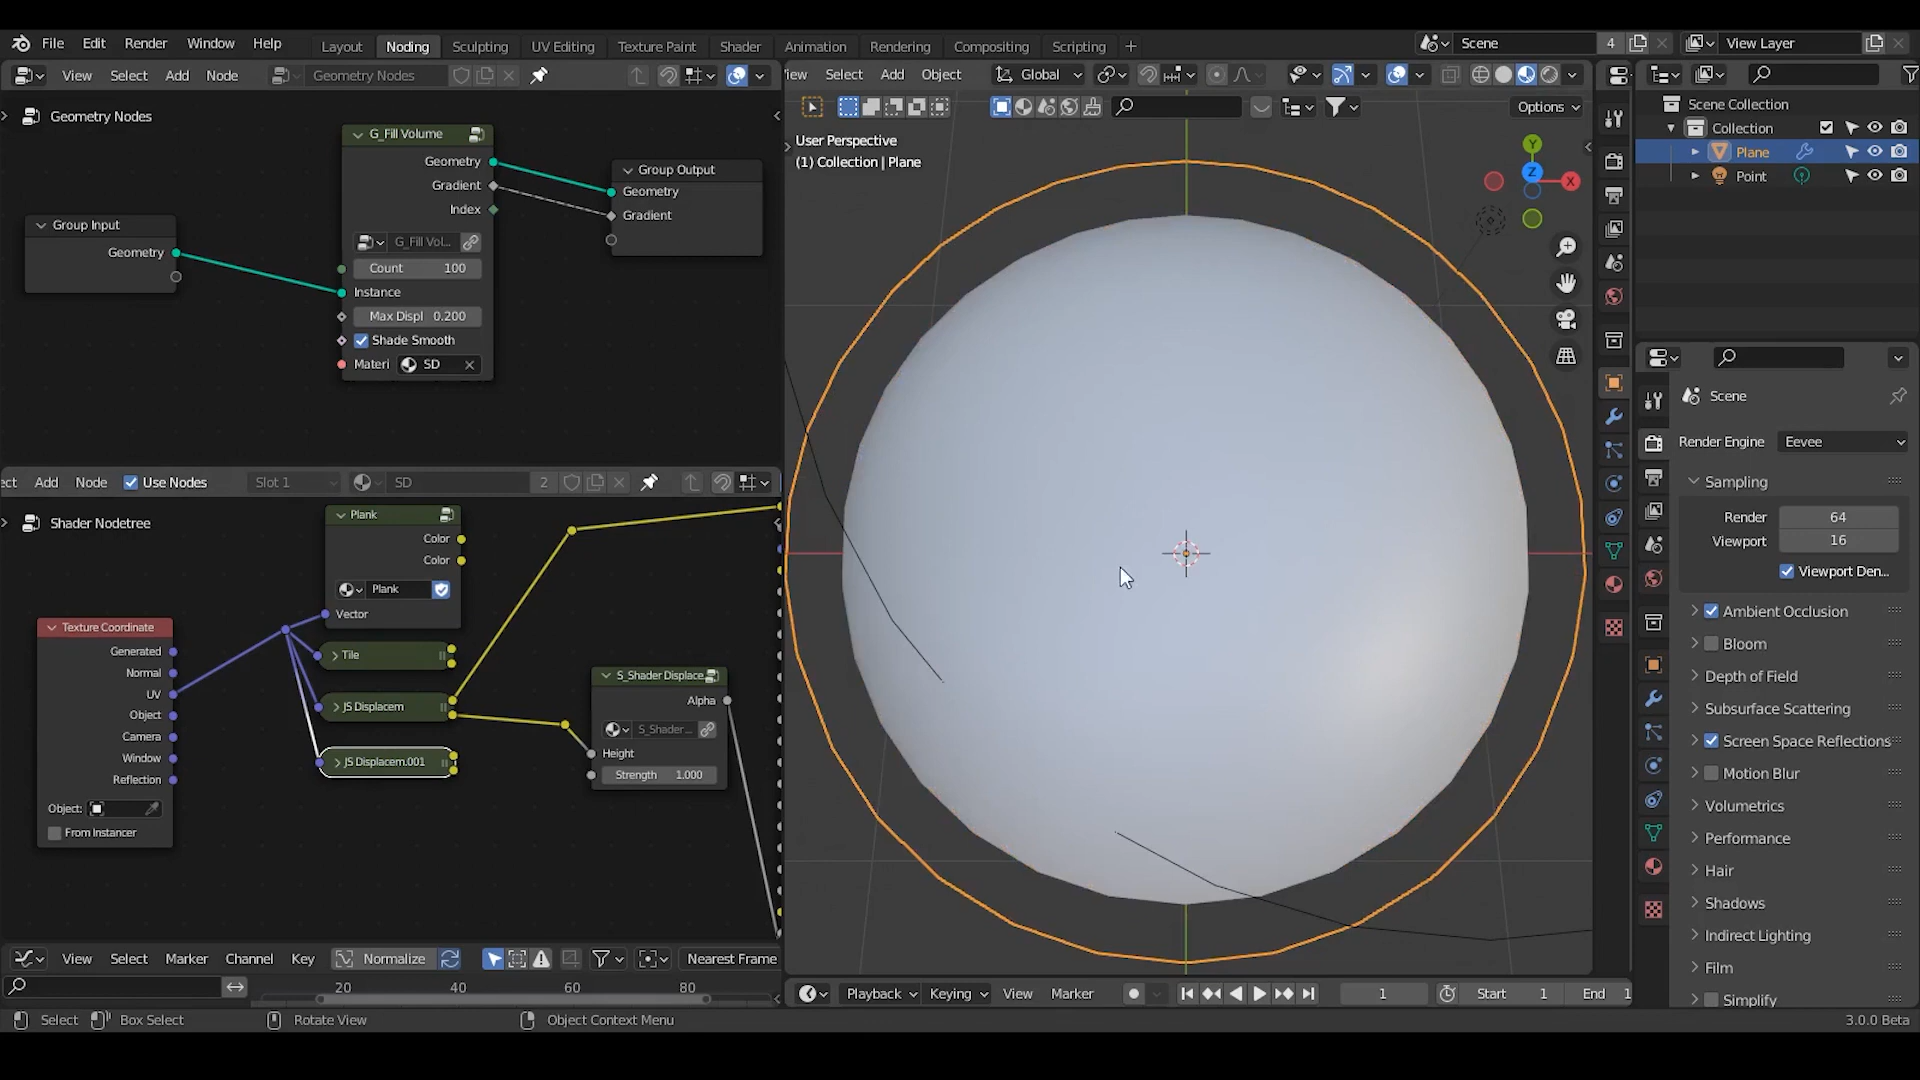 File Edit Render Window Help Layout Noding Sculpting UV Editing Texture Paint Shader Animation Rendering Compositing Scripting + Scene 4 View Layer
View Select Add Node Geometry Nodes
iew Select Add Object Global
Options
Geometry Nodes
G_Fill Volume
Geometry
Gradient
Index
G_Fill Vol...
Count 100
Instance
Max Displ 0.200
Shade Smooth
Materi SD
Group Output
Geometry
Gradient
Group Input
Geometry
ect Add Node Use Nodes Slot 1 SD 2
Shader Nodetree
Plank
Color
Color
Plank
Vector
Tile
JS Displacem
JS Displacem.001
Texture Coordinate
Generated
Normal
UV
Object
Camera
Window
Reflection
Object:
From Instancer
S_Shader Displace
Alpha
S_Shader...
Height
Strength 1.000
View Select Marker Channel Key Normalize Nearest Frame
20 40 60 80
User Perspective
(1) Collection | Plane
Y
Z
X
Playback Keying View Marker 1 Start 1 End 1
Scene Collection
Collection
Plane
Point
Scene
Render Engine Eevee
Sampling
Render 64
Viewport 16
Viewport Den...
Ambient Occlusion
Bloom
Depth of Field
Subsurface Scattering
Screen Space Reflections
Motion Blur
Volumetrics
Performance
Hair
Shadows
Indirect Lighting
Film
Simplify
Select Box Select Rotate View Object Context Menu 3.0.0 Beta